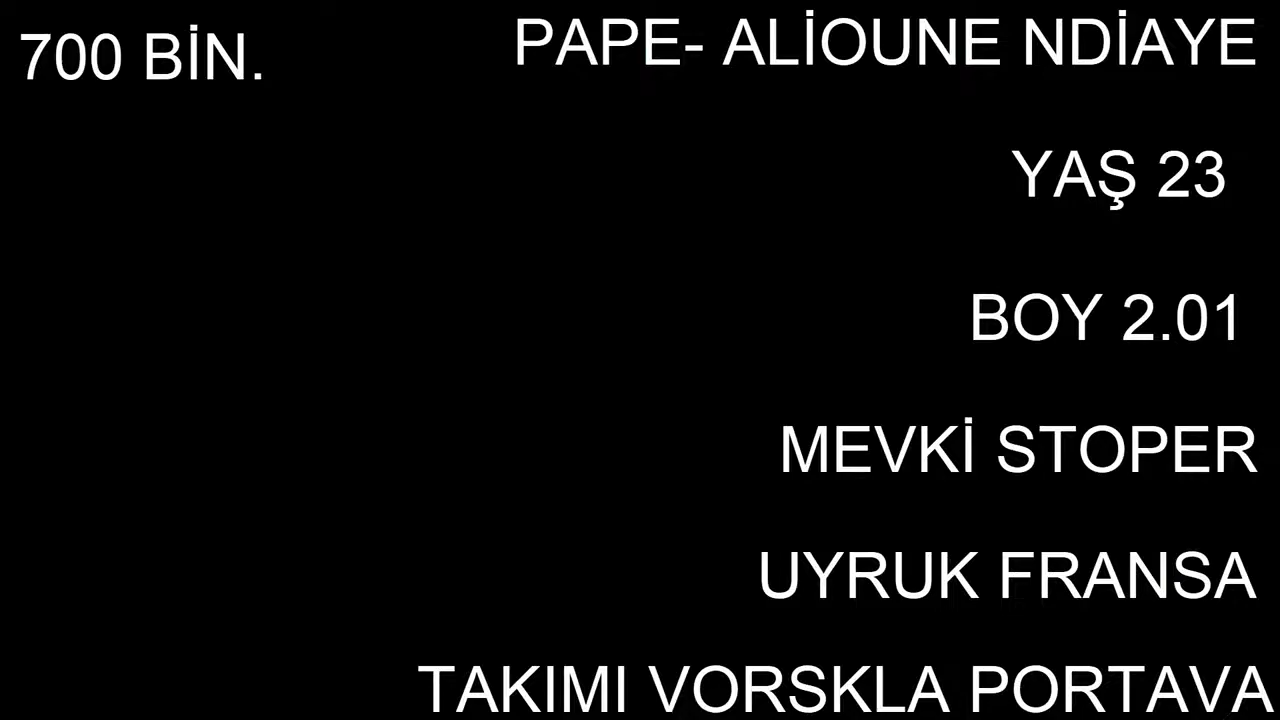 700 BİN.
PAPE- ALİOUNE NDİAYE
YAŞ 23
BOY 2.01
MEVKİ STOPER
UYRUK FRANSA
TAKIMI VORSKLA PORTAVA